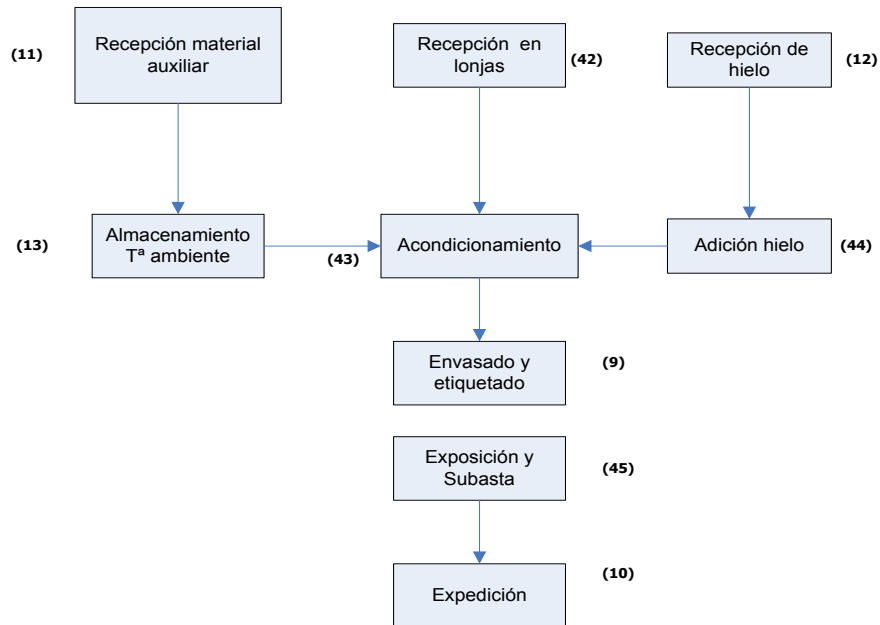 (11)
Recepción material
auxiliar
Recepción en
lonjas
(42)
Recepción de
hielo
(12)
(13)
Almacenamiento
Tª ambiente
(43)
Acondicionamiento
Adición hielo
(44)
Envasado y
etiquetado
(9)
Exposición y
Subasta
(45)
Expedición
(10)